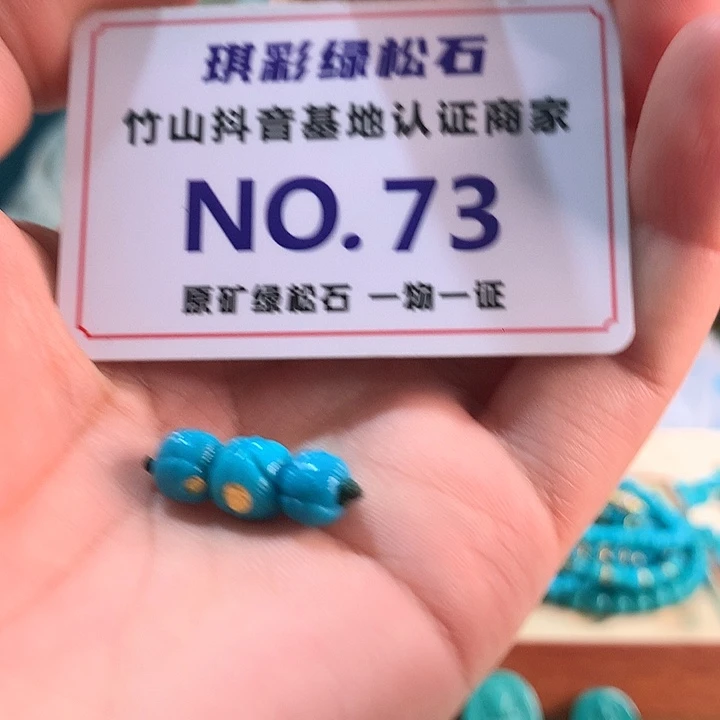 琪彩绿松石
竹山抖音基地认证商家
NO.73
原矿绿松石 一物一证